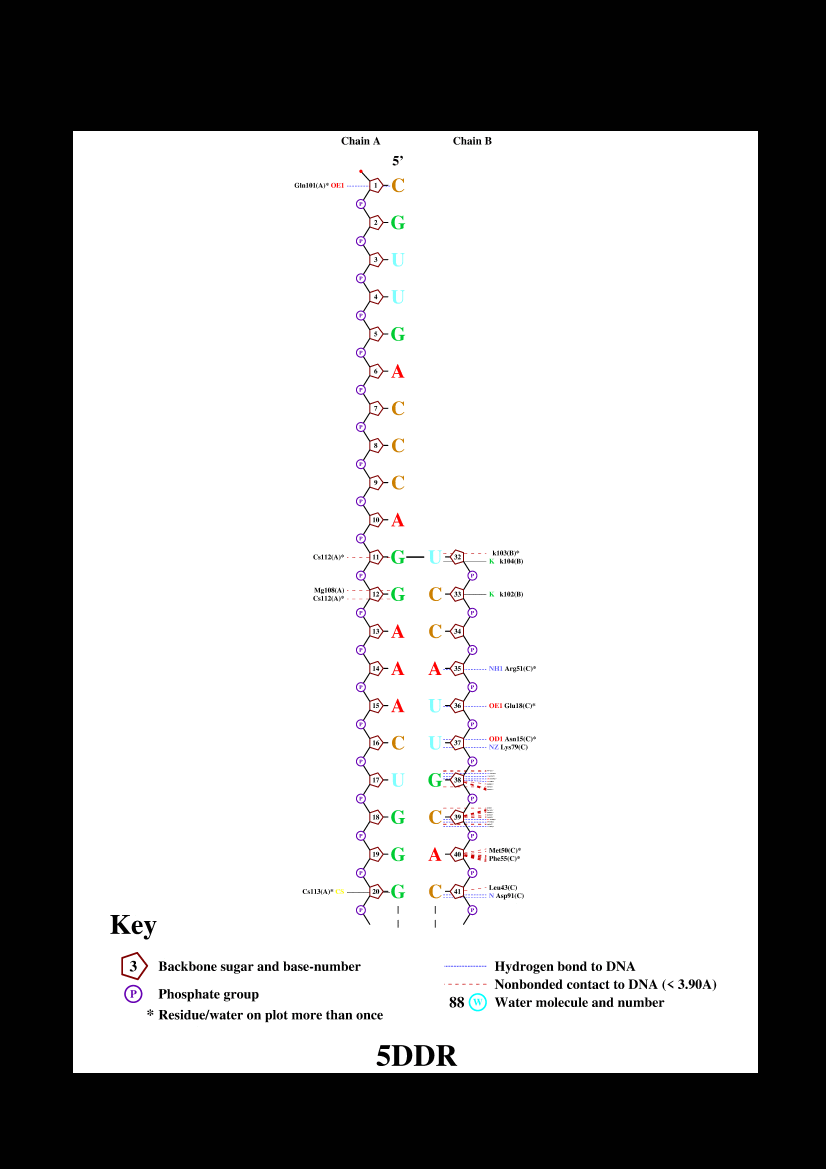 Chain A Chain B
5’
Gln101(A)* OE1 1 C
P
2 G
P
3 U
P
4 U
P
5 G
P
6 A
P
7 C
P
8 C
P
9 C
P
10 A
P
Cs112(A)* 11 G U 32 k103(B)*
K k104(B)
P P
Mg108(A) 12 G C 33 K k102(B)
Cs112(A)*
P P
13 A C 34
P P
14 A A 35 NH1 Arg51(C)*
P P
15 A U 36 OE1 Glu18(C)*
P P
16 C U 37 OD1 Asn15(C)*
NZ Lys79(C)
P P
17 U G 38
P P
18 G C 39
P P
19 G A 40 Met50(C)*
Phe55(C)*
P P
Cs113(A)* 20 G C 41 Leu43(C)
N Asp91(C)
P P
Key
3 Backbone sugar and base-number
P Phosphate group
* Residue/water on plot more than once
Hydrogen bond to DNA
Nonbonded contact to DNA (< 3.90A)
88 W Water molecule and number
5DDR